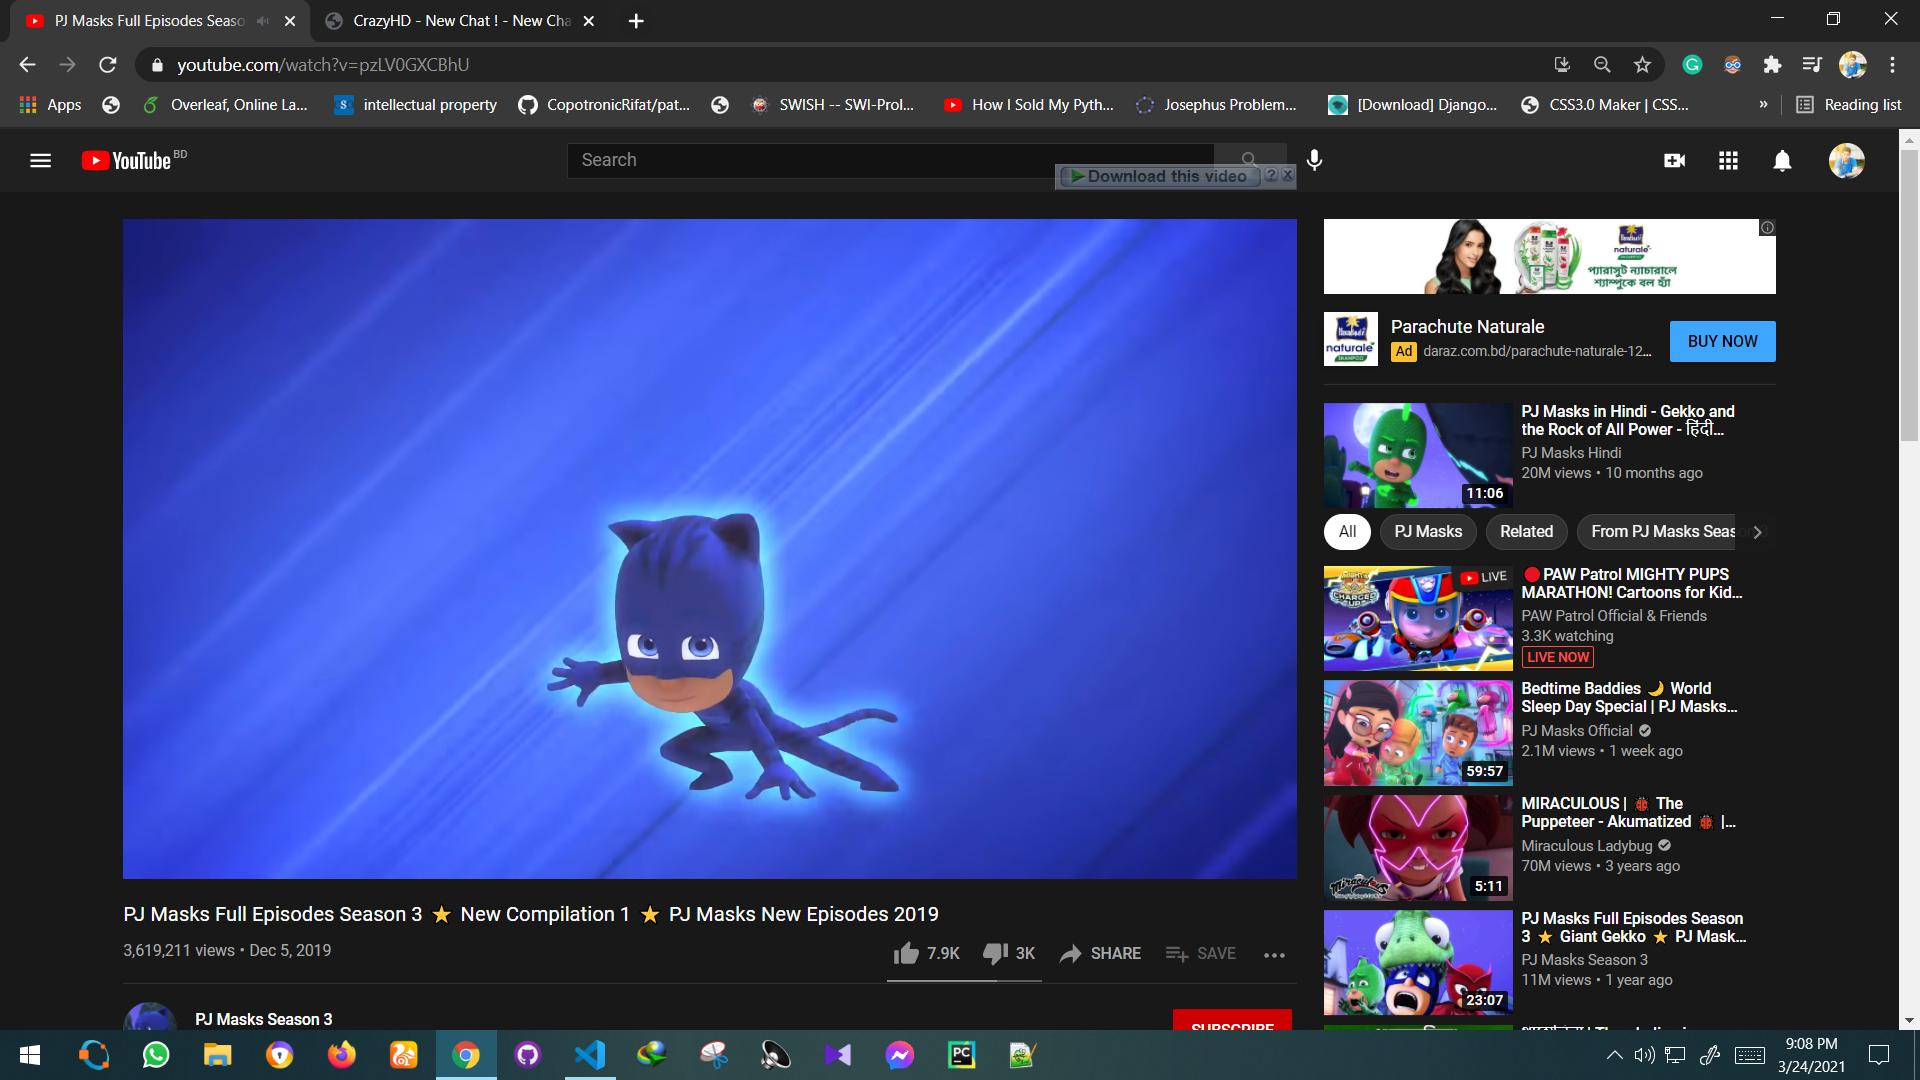 PJ Masks Full Episodes Seaso
CrazyHD - New Chat ! - New Cha
youtube.com/watch?v=pzLV0GXCBhU
Apps
Overleaf, Online La...
intellectual property
CopotronicRifat/pat...
SWISH -- SWI-Prol...
How I Sold My Pyth...
Josephus Problem...
[Download] Django...
CSS3.0 Maker | CSS...
»
Reading list
YouTube BD
Search
Download this video
naturale
প্যারাসুট ন্যাচারালে
শ্যাম্পুকে বল হ্যাঁ
naturale
SHAMPOO
Parachute Naturale
Ad daraz.com.bd/parachute-naturale-12...
BUY NOW
11:06
PJ Masks in Hindi - Gekko and
the Rock of All Power - हिंदी...
PJ Masks Hindi
20M views • 10 months ago
All
PJ Masks
Related
From PJ Masks Season 3
LIVE
CHARGED UP
PAW Patrol MIGHTY PUPS
MARATHON! Cartoons for Kid...
PAW Patrol Official & Friends
3.3K watching
LIVE NOW
59:57
Bedtime Baddies 🌙 World
Sleep Day Special | PJ Masks...
PJ Masks Official
2.1M views • 1 week ago
Miraculous
5:11
MIRACULOUS | 🐞 The
Puppeteer - Akumatized 🐞 |...
Miraculous Ladybug
70M views • 3 years ago
23:07
PJ Masks Full Episodes Season
3 ⭐ Giant Gekko ⭐ PJ Mask...
PJ Masks Season 3
11M views • 1 year ago
PJ Masks Full Episodes Season 3 ⭐ New Compilation 1 ⭐ PJ Masks New Episodes 2019
3,619,211 views • Dec 5, 2019
7.9K
3K
SHARE
SAVE
PJ Masks Season 3
SUBSCRIBE
PC
9:08 PM
3/24/2021